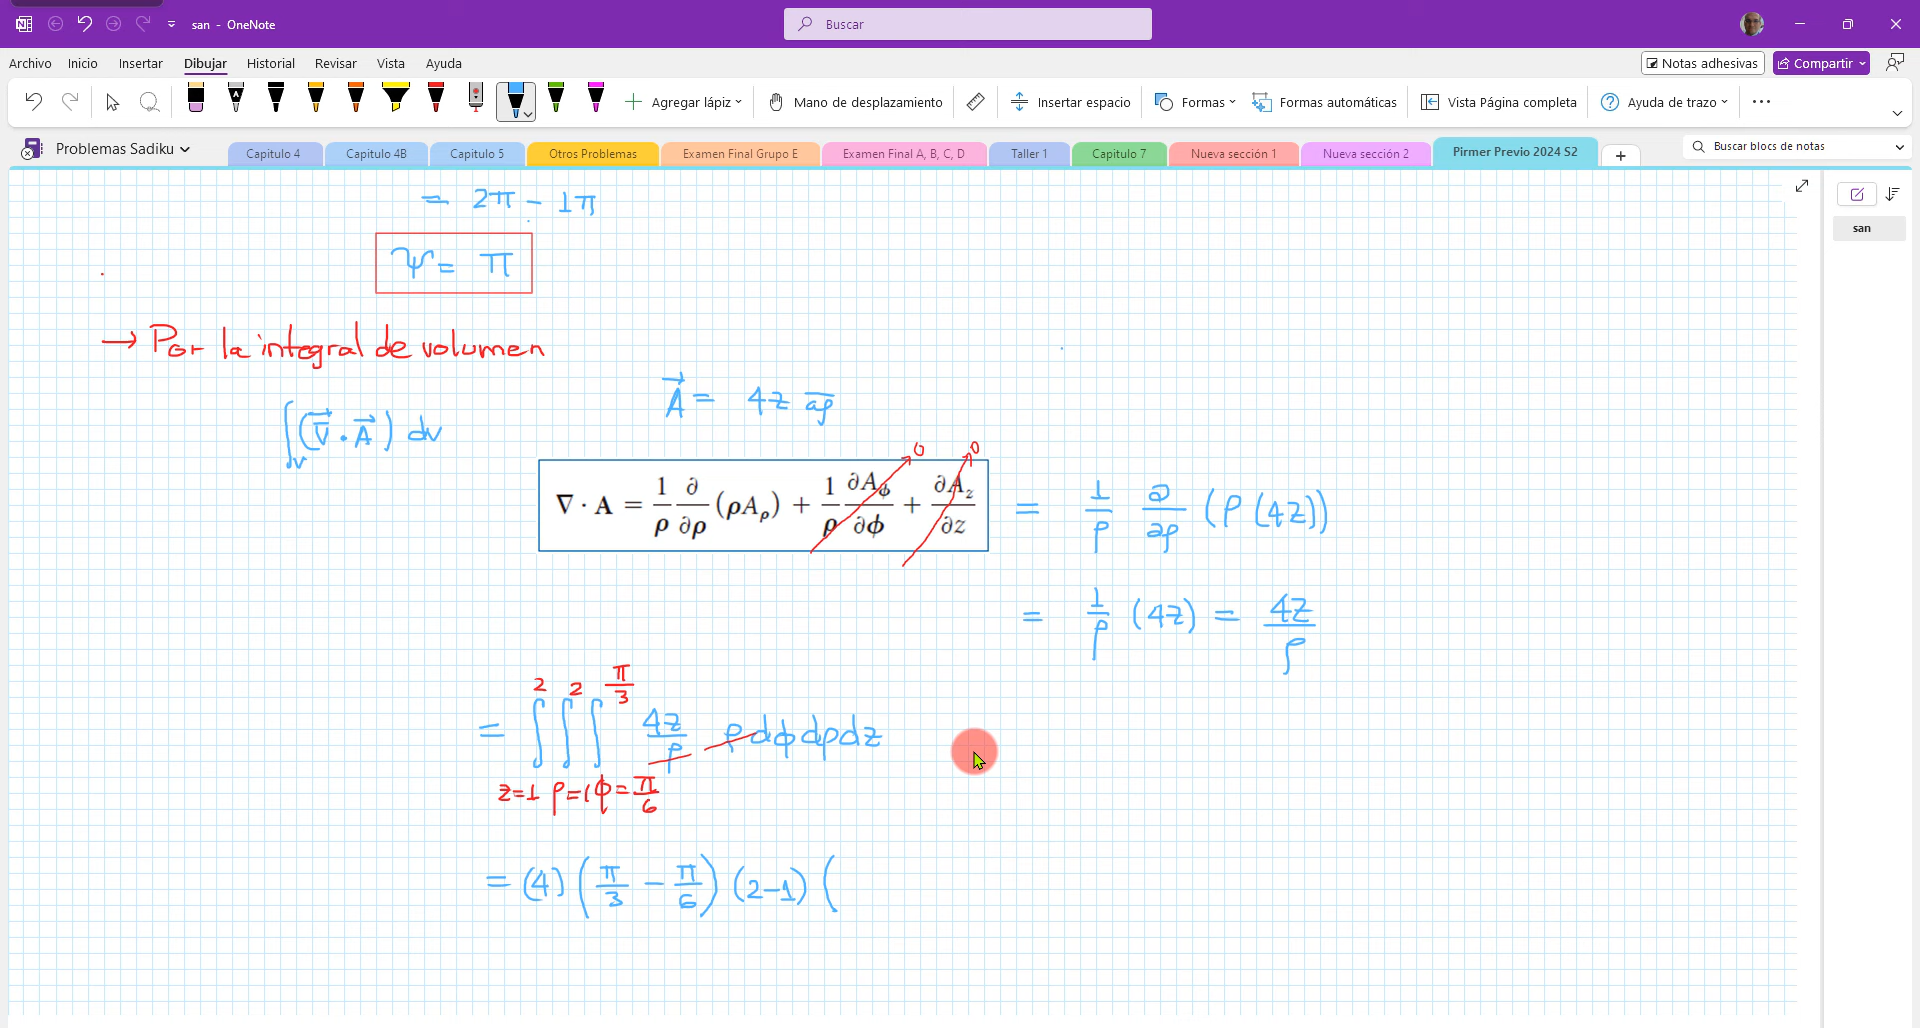 san - OneNote
Buscar
Archivo Inicio Insertar Dibujar Historial Revisar Vista Ayuda
Notas adhesivas Compartir
Agregar lápiz Mano de desplazamiento Insertar espacio Formas Formas automáticas Vista Página completa Ayuda de trazo
Problemas Sadiku Capitulo 4 Capitulo 4B Capitulo 5 Otros Problemas Examen Final Grupo E Examen Final A, B, C, D Taller 1 Capitulo 7 Nueva sección 1 Nueva sección 2 Pirmer Previo 2024 S2 + Buscar blocs de notas
san
= 2π - 1π
Ψ = π
→ Por la integral de volumen
A⃗ = 4z a̅ρ
∫v (∇⃗ · A⃗) dv
∇ · A = 1/ρ ∂/∂ρ (ρAρ) + 1/ρ ∂Aϕ/∂ϕ + ∂Az/∂z = 1/ρ ∂/∂ρ (ρ(4z))
0 0
= 1/ρ (4z) = 4z/ρ
2 2 π/3
= ∫∫∫ 4z/ρ ρdϕdρdz
z=1 ρ=1 ϕ=π/6
= (4) (π/3 - π/6) (2-1) (